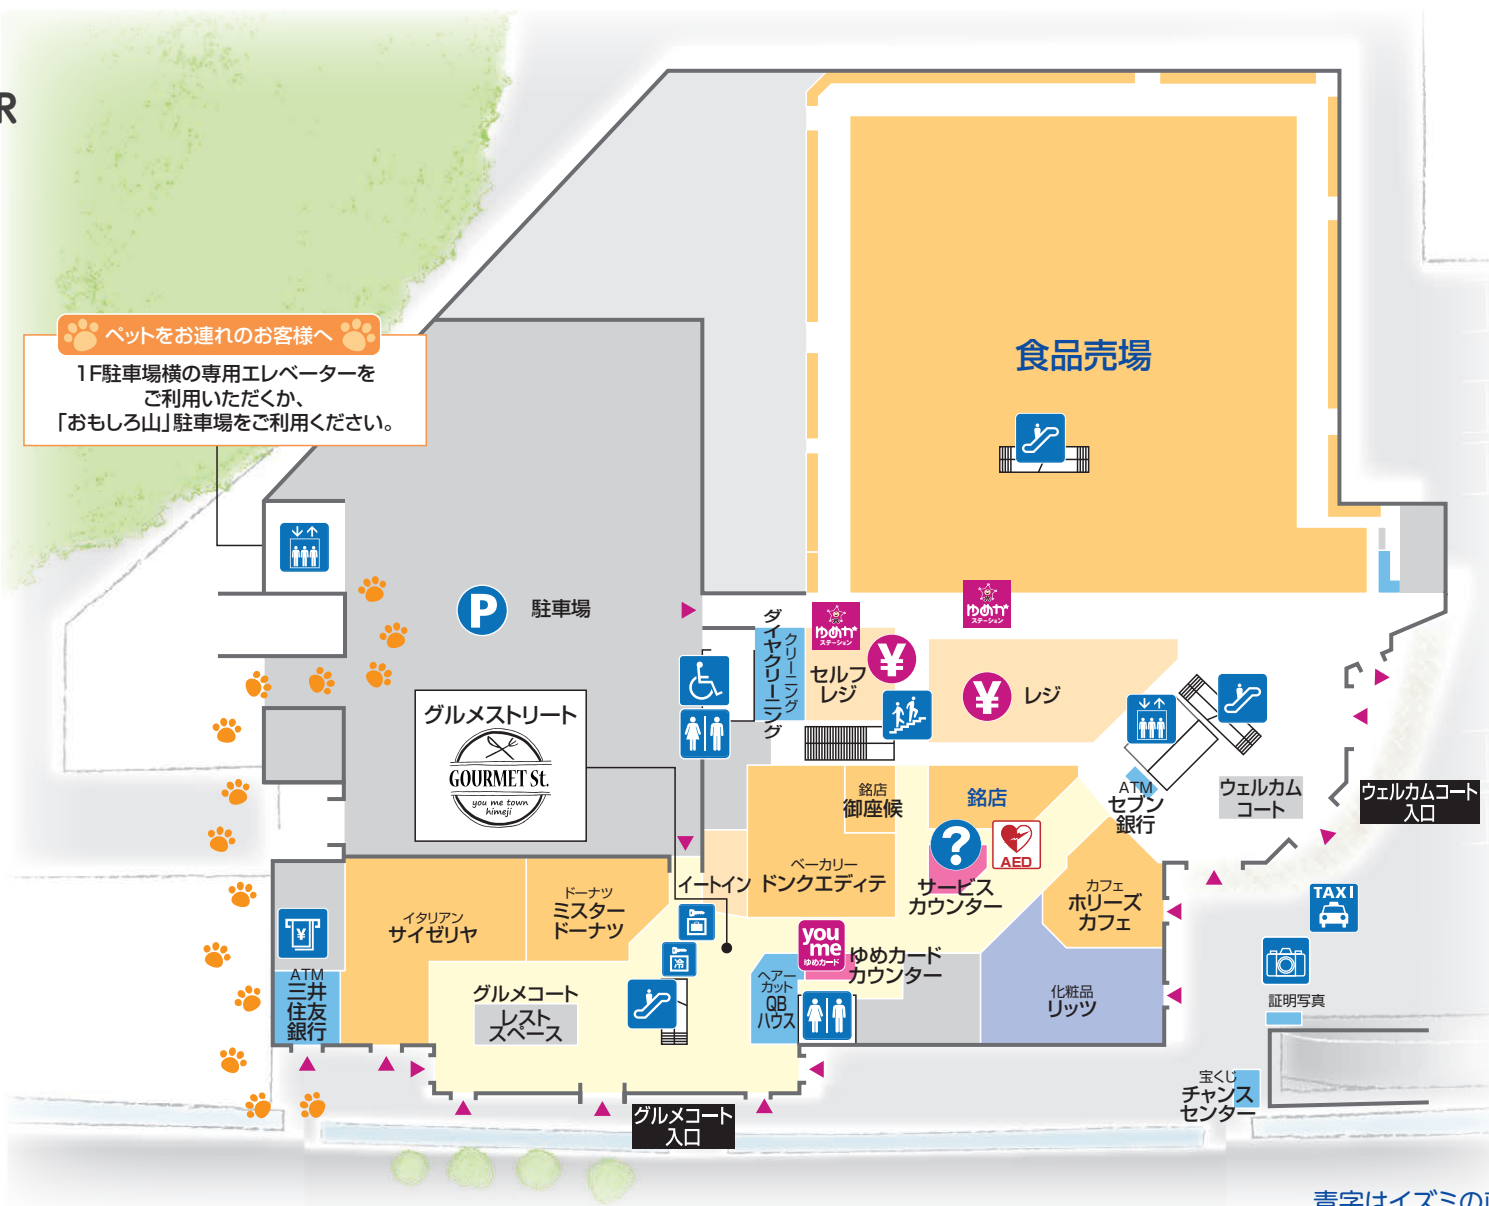 R
ペットをお連れのお客様へ
1F駐車場横の専用エレベーターを
ご利用いただくか、
「おもしろ山」駐車場をご利用ください。
食品売場
P
駐車場
グルメストリート
GOURMET St.
you me town
himeji
クリーニング
ダイヤクリーニング
ゆめか
ステーション
セルフ
レジ
¥
ゆめか
ステーション
¥
レジ
ATM
セブン
銀行
ウェルカム
コート
ウェルカムコート
入口
銘店
御座候
銘店
?
AED
サービス
カウンター
ベーカリー
ドンクエディテ
イートイン
カフェ
ホリーズ
カフェ
イタリアン
サイゼリヤ
ドーナツ
ミスター
ドーナツ
¥
ATM
三井
住友
銀行
冷
グルメコート
レスト
スペース
you
me
ゆめカード
ゆめカード
カウンター
ヘアー
カット
QB
ハウス
化粧品
リッツ
TAXI
証明写真
宝くじ
チャンス
センター
グルメコート
入口
青字はイズミの